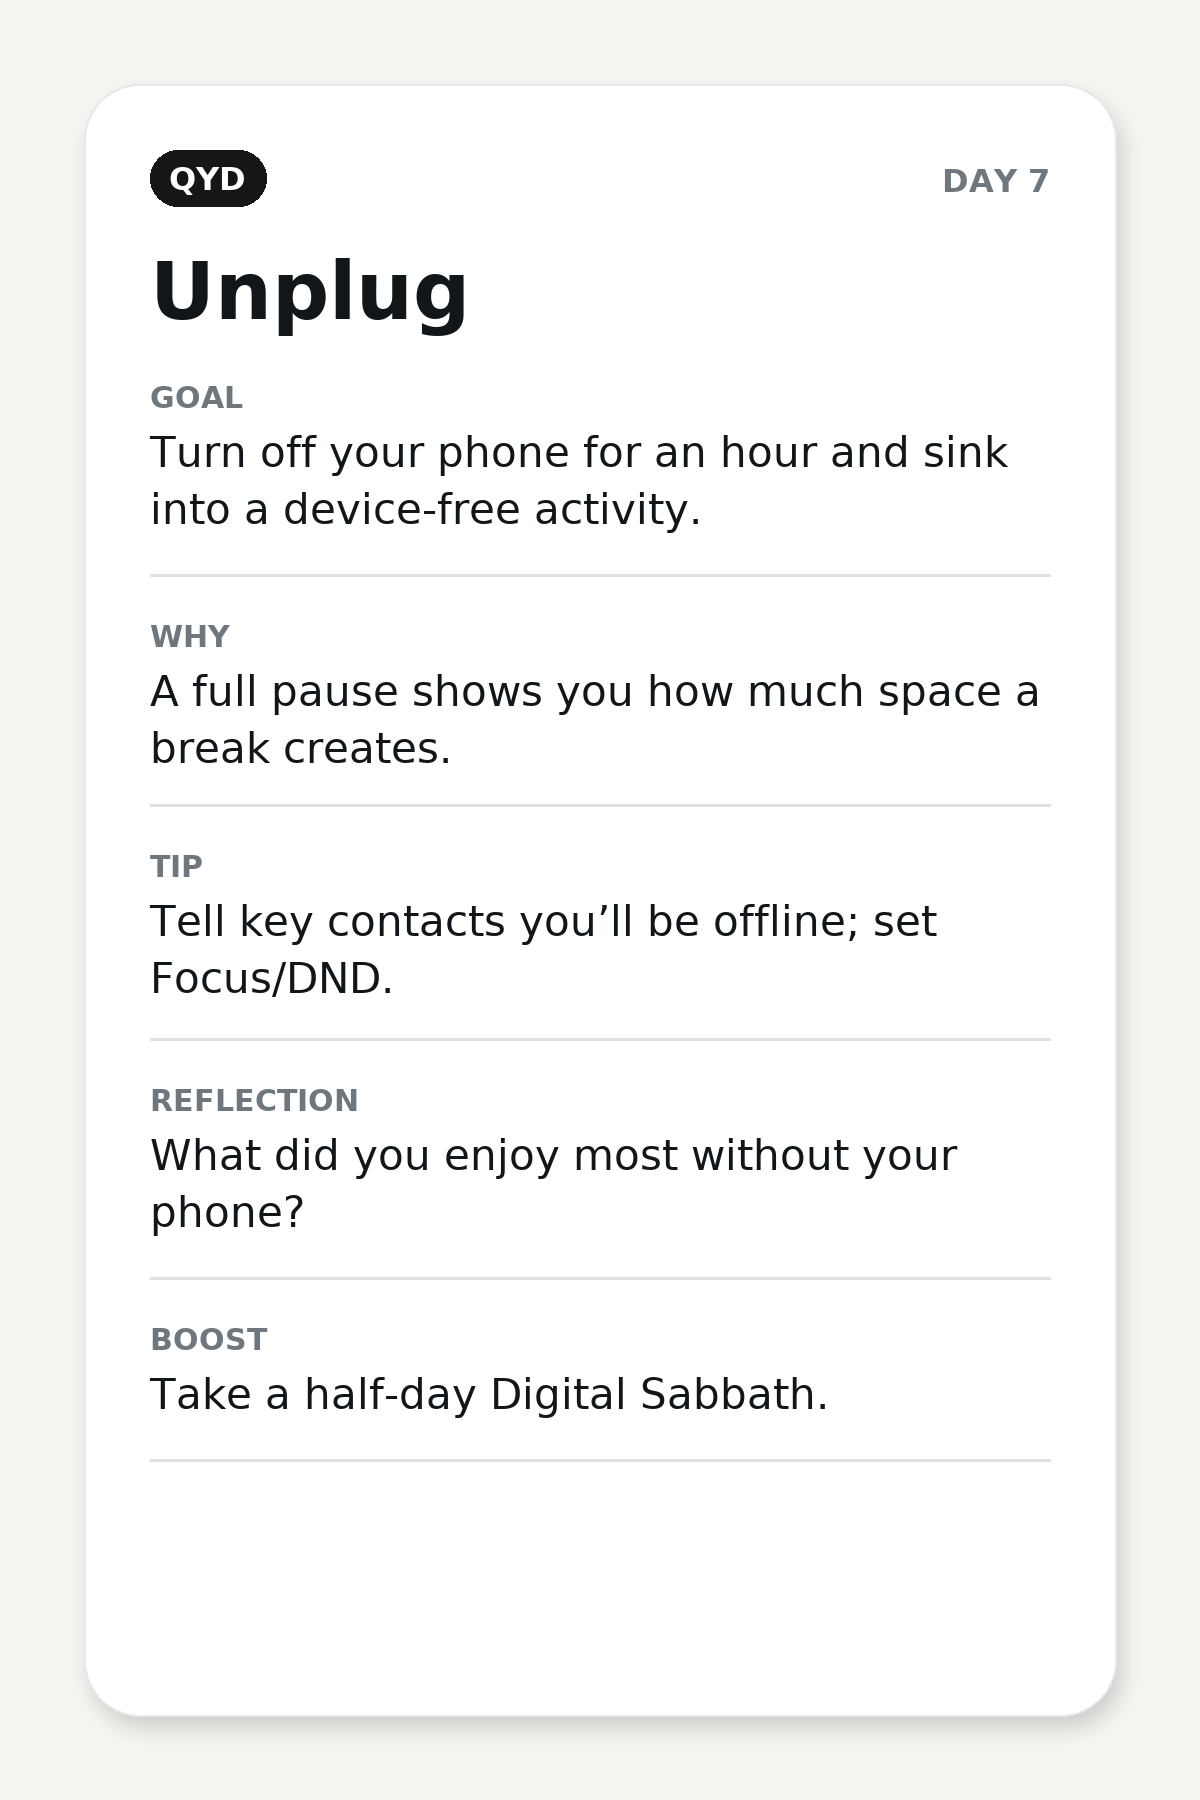 QYD
DAY 7
Unplug
GOAL
Turn off your phone for an hour and sink
into a device-free activity.
WHY
A full pause shows you how much space a
break creates.
TIP
Tell key contacts you’ll be offline; set
Focus/DND.
REFLECTION
What did you enjoy most without your
phone?
BOOST
Take a half-day Digital Sabbath.